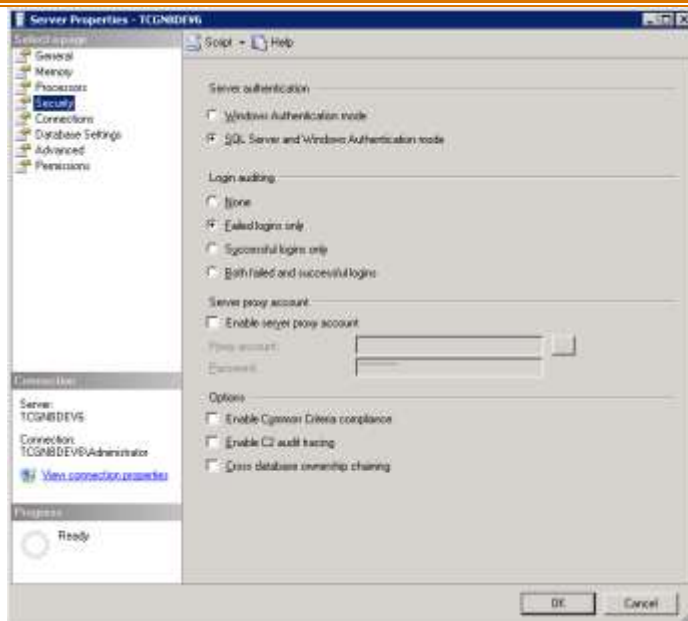 Server Properties - TCGNBDEV6
Select a page
General
Memory
Processors
Security
Connections
Database Settings
Advanced
Permissions
Script
Help
Server authentication
Windows Authentication mode
SQL Server and Windows Authentication mode
Login auditing
None
Failed logins only
Successful logins only
Both failed and successful logins
Server proxy account
Enable server proxy account
Proxy account:
Password:
Options
Enable Common Criteria compliance
Enable C2 audit tracing
Cross database ownership chaining
Connection
Server:
TCGNBDEV6
Connection:
TCGNBDEV6\Administrator
View connection properties
Progress
Ready
OK
Cancel